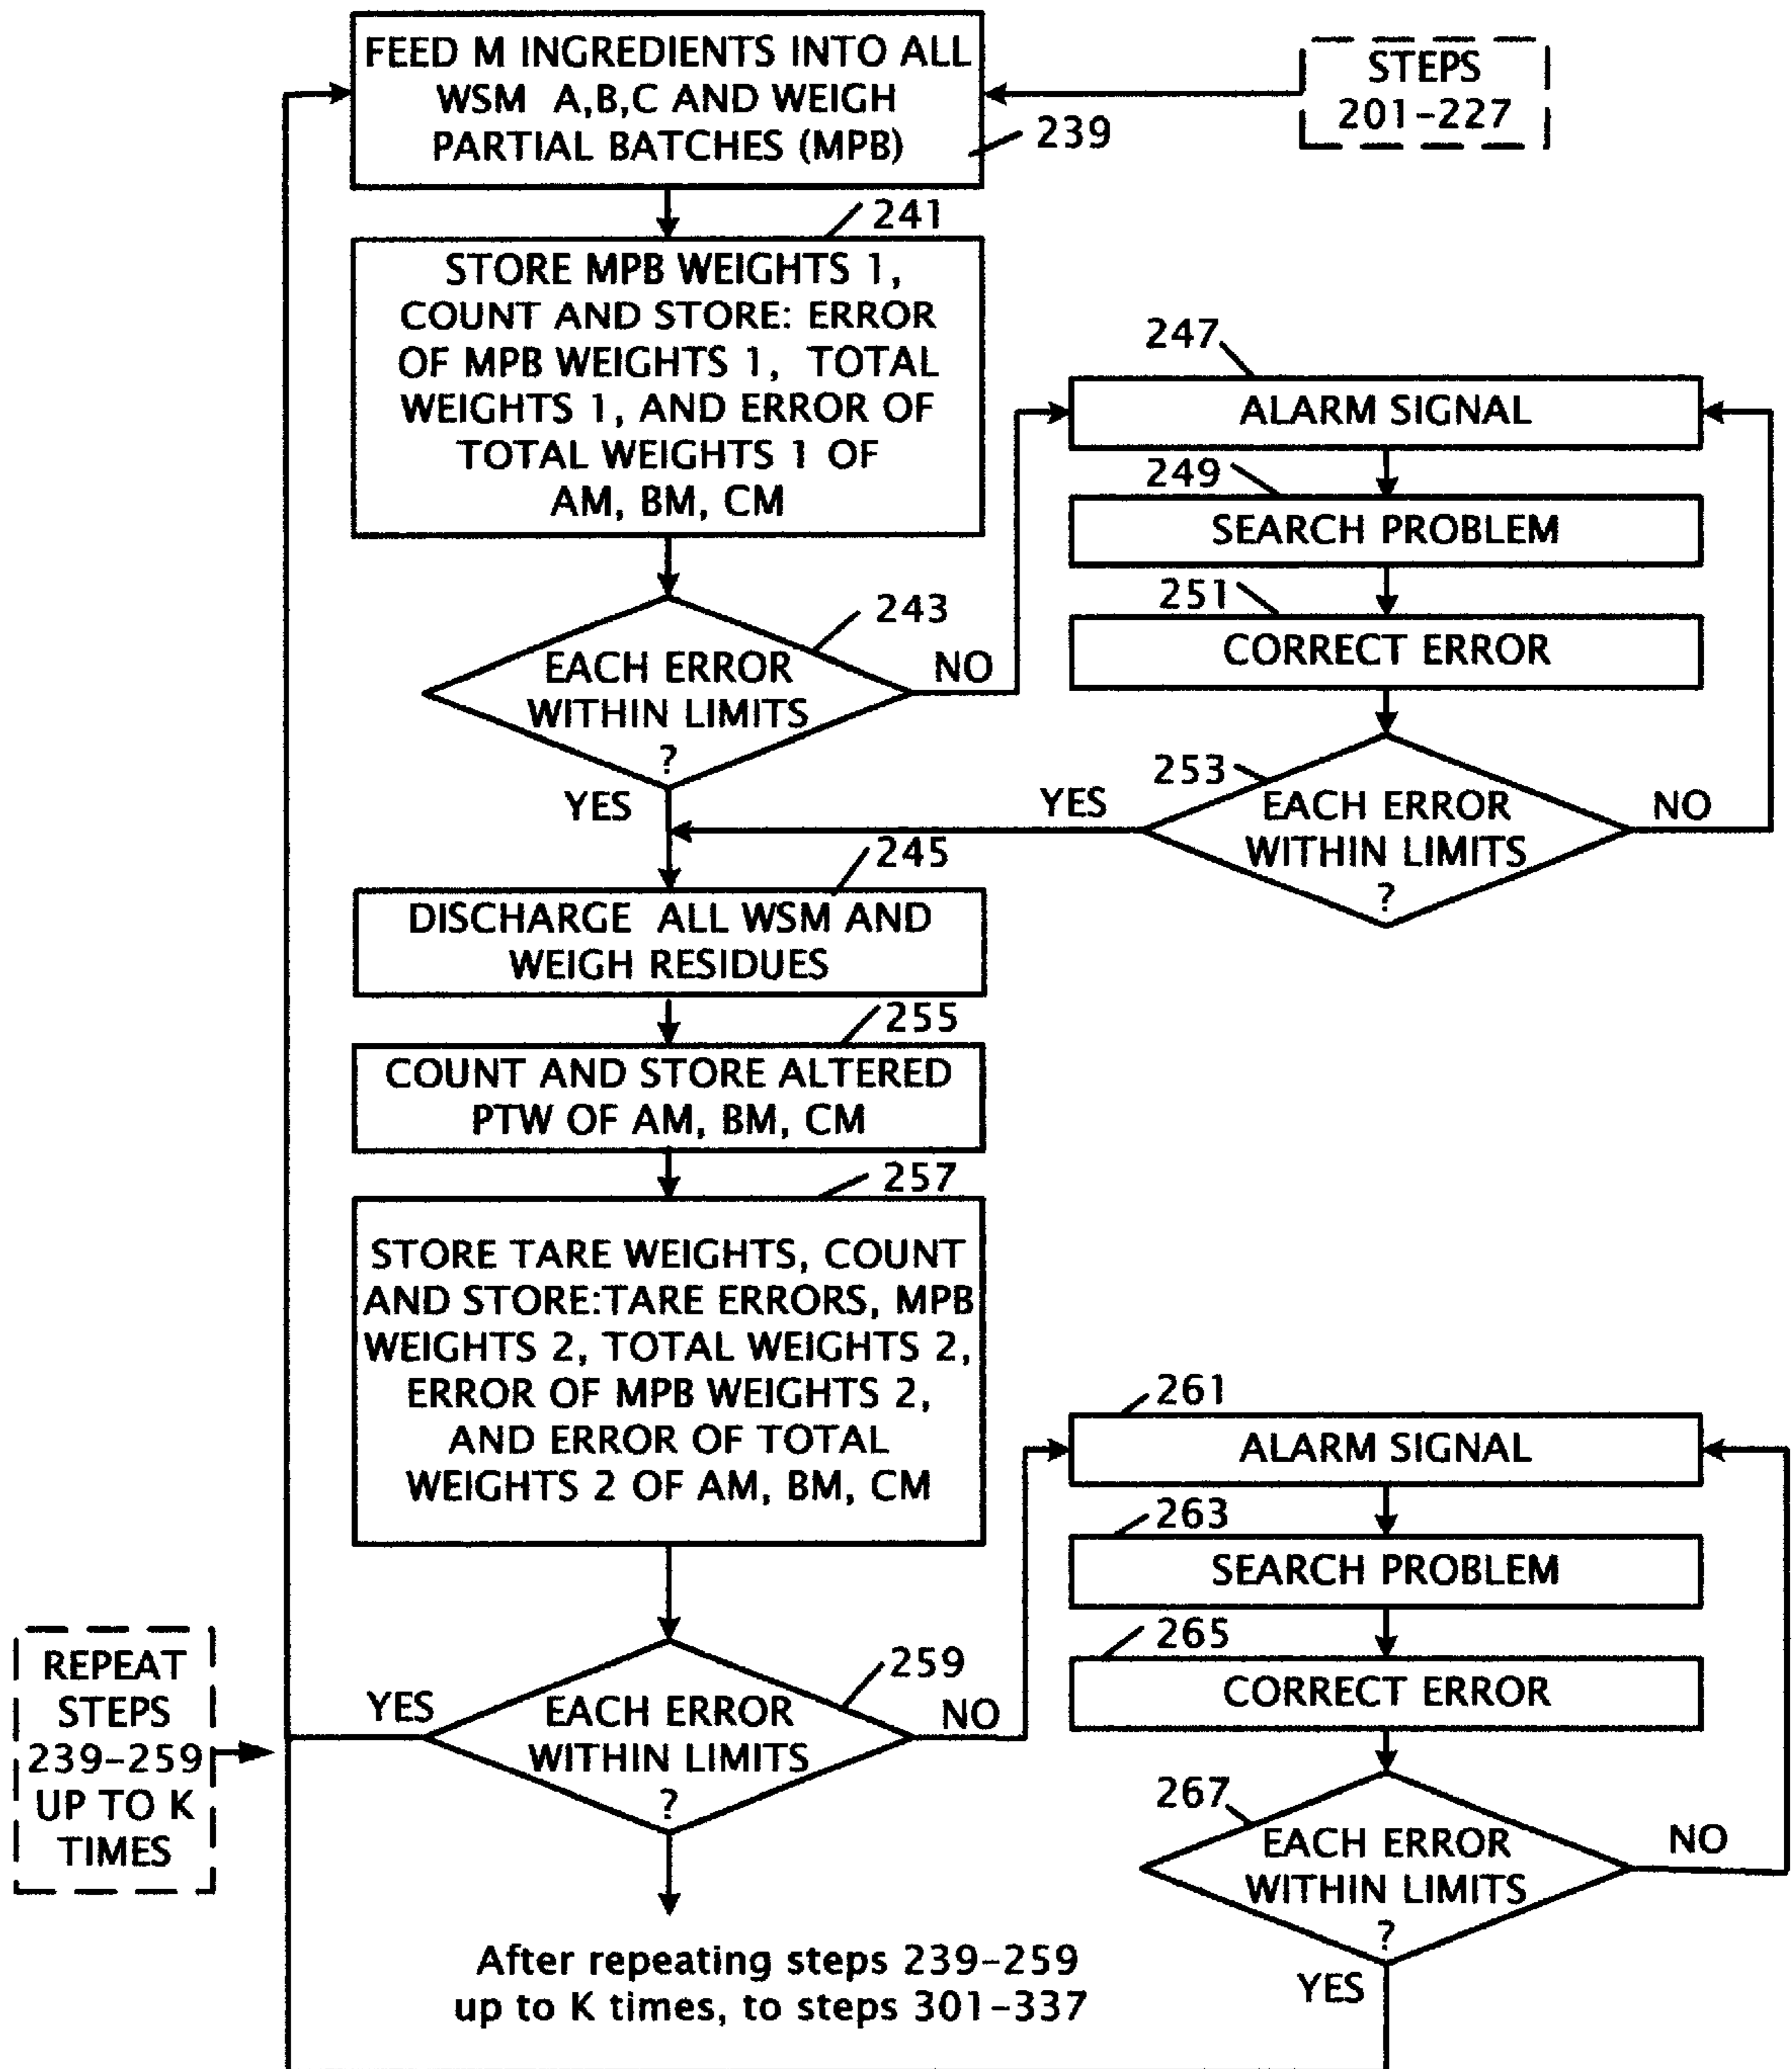 FEED M INGREDIENTS INTO ALL
WSM A,B,C AND WEIGH
PARTIAL BATCHES (MPB)
239
STEPS
201-227
241
STORE MPB WEIGHTS 1,
COUNT AND STORE: ERROR
OF MPB WEIGHTS 1, TOTAL
WEIGHTS 1, AND ERROR OF
TOTAL WEIGHTS 1 OF
AM, BM, CM
247
ALARM SIGNAL
249
SEARCH PROBLEM
251
CORRECT ERROR
243
EACH ERROR
WITHIN LIMITS
?
NO
YES
253
EACH ERROR
WITHIN LIMITS
?
YES
NO
245
DISCHARGE ALL WSM AND
WEIGH RESIDUES
255
COUNT AND STORE ALTERED
PTW OF AM, BM, CM
257
STORE TARE WEIGHTS, COUNT
AND STORE:TARE ERRORS, MPB
WEIGHTS 2, TOTAL WEIGHTS 2,
ERROR OF MPB WEIGHTS 2,
AND ERROR OF TOTAL
WEIGHTS 2 OF AM, BM, CM
261
ALARM SIGNAL
263
SEARCH PROBLEM
265
CORRECT ERROR
REPEAT
STEPS
239-259
UP TO K
TIMES
259
YES
EACH ERROR
WITHIN LIMITS
?
NO
267
EACH ERROR
WITHIN LIMITS
?
NO
YES
After repeating steps 239-259
up to K times, to steps 301-337